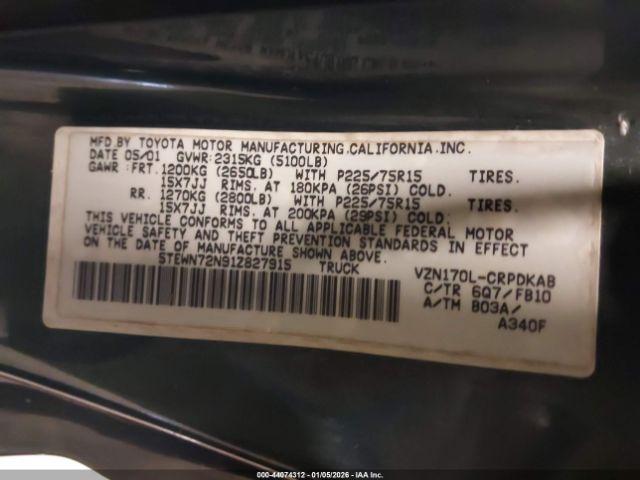 MFD.BY TOYOTA MOTOR MANUFACTURING.CALIFORNIA.INC.
DATE 05/01 GVWR:2315KG (5100LB)
GAWR:FRT. 1200KG (2650LB) WITH P225/75R15 TIRES.
15X7JJ RIMS. AT 180KPA (26PSI) COLD.
RR. 1270KG (2800LB) WITH P225/75R15 TIRES.
15X7JJ RIMS. AT 200KPA (29PSI) COLD.
THIS VEHICLE CONFORMS TO ALL APPLICABLE FEDERAL MOTOR
VEHICLE SAFETY AND THEFT PREVENTION STANDARDS IN EFFECT
ON THE DATE OF MANUFACTURE SHOWN ABOVE.
5TEWN72N91Z827915 TRUCK
VZN170L-CRPDKAB
C/TR 6Q7/FB10
A/TM B03A/
A340F
000-44074312 - 01/05/2026 - IAA Inc.